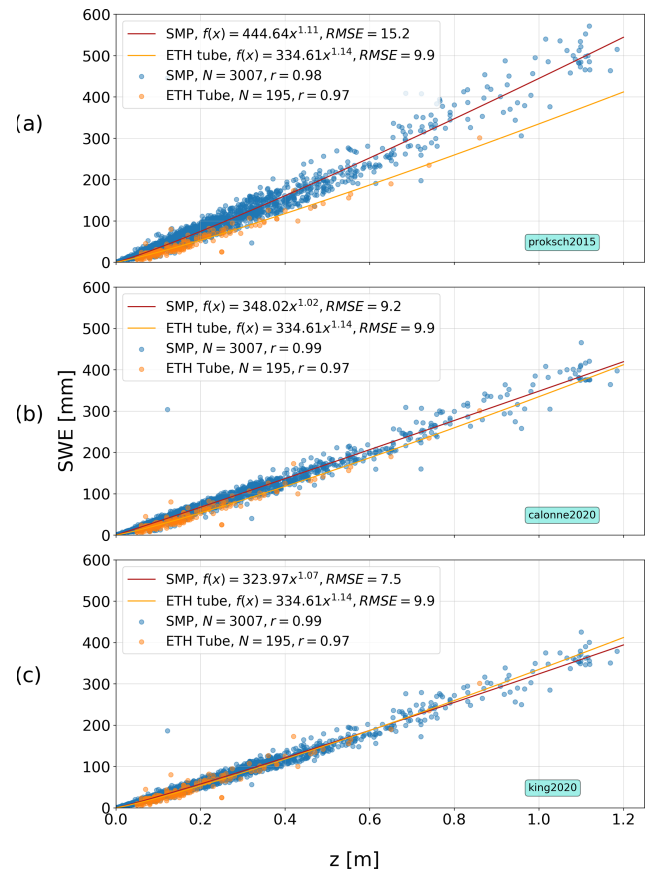 600
500
400
300
200
100
0
(a)
SMP, f(x) = 444.64x^1.11, RMSE = 15.2
ETH tube, f(x) = 334.61x^1.14, RMSE = 9.9
SMP, N = 3007, r = 0.98
ETH Tube, N = 195, r = 0.97
proksch2015
600
500
400
300
200
100
0
(b)
SWE [mm]
SMP, f(x) = 348.02x^1.02, RMSE = 9.2
ETH tube, f(x) = 334.61x^1.14, RMSE = 9.9
SMP, N = 3007, r = 0.99
ETH Tube, N = 195, r = 0.97
calonne2020
600
500
400
300
200
100
0
(c)
SMP, f(x) = 323.97x^1.07, RMSE = 7.5
ETH tube, f(x) = 334.61x^1.14, RMSE = 9.9
SMP, N = 3007, r = 0.99
ETH Tube, N = 195, r = 0.97
king2020
0.0 0.2 0.4 0.6 0.8 1.0 1.2
z [m]